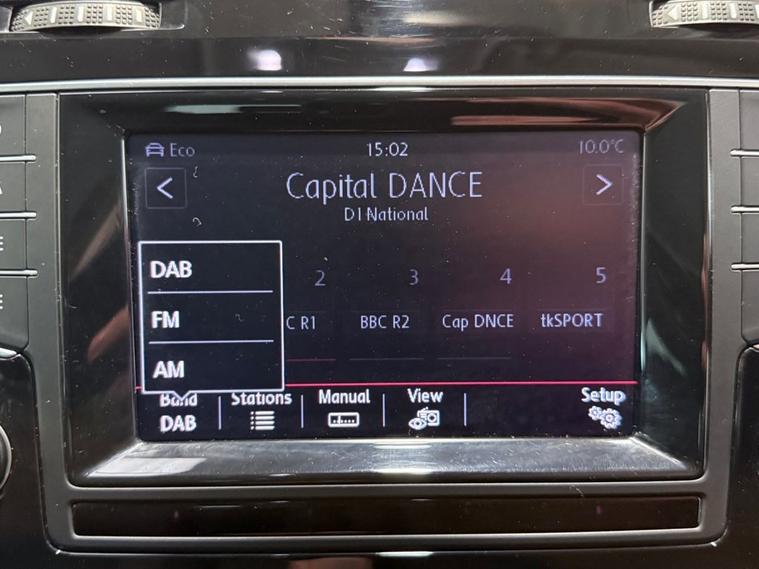 Eco 15:02 10.0°C
< Capital DANCE >
D1 National
DAB
FM
AM
2 3 4 5
C R1 BBC R2 Cap DNCE tkSPORT
Band Stations Manual View Setup
DAB